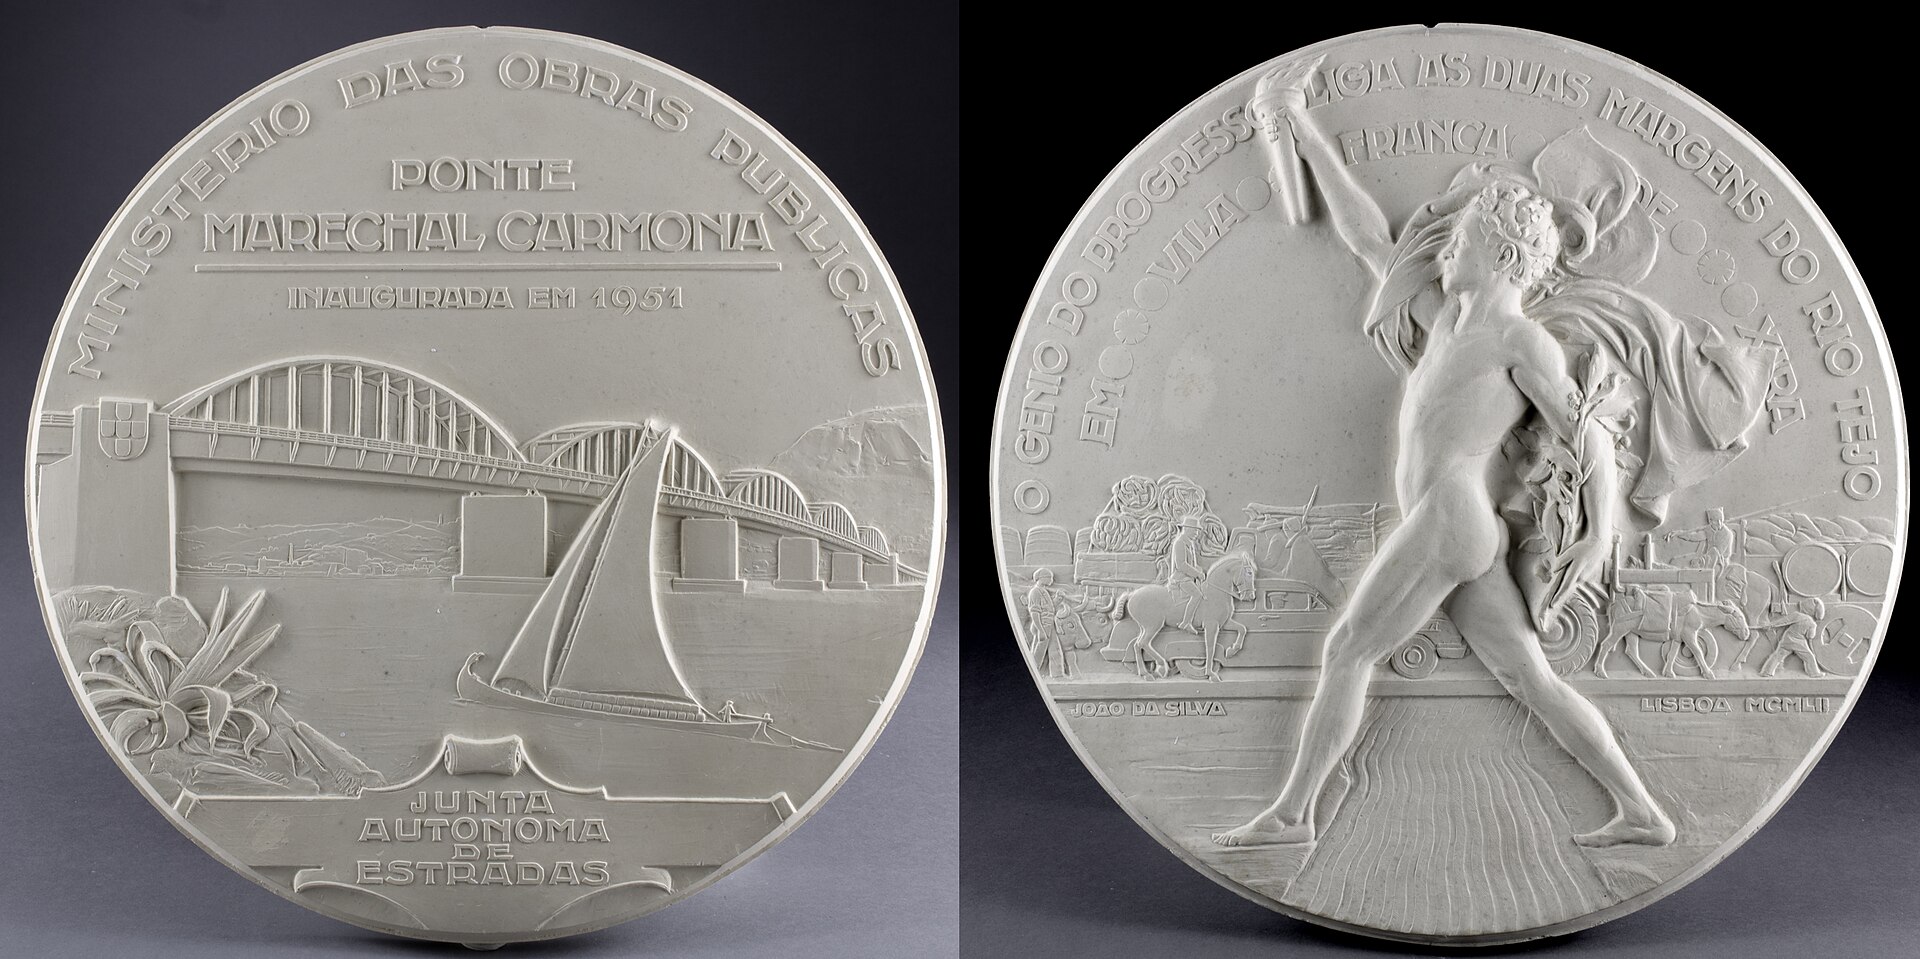 MINISTERIO DAS OBRAS PUBLICAS
PONTE
MARECHAL CARMONA
INAUGURADA EM 1951
JUNTA
AUTONOMA
DE
ESTRADAS
O GENIO DO PROGRESSO LIGA AS DUAS MARGENS DO RIO TEJO
EM VILA FRANCA DE XIRA
JOAO DA SILVA
LISBOA MCMLII